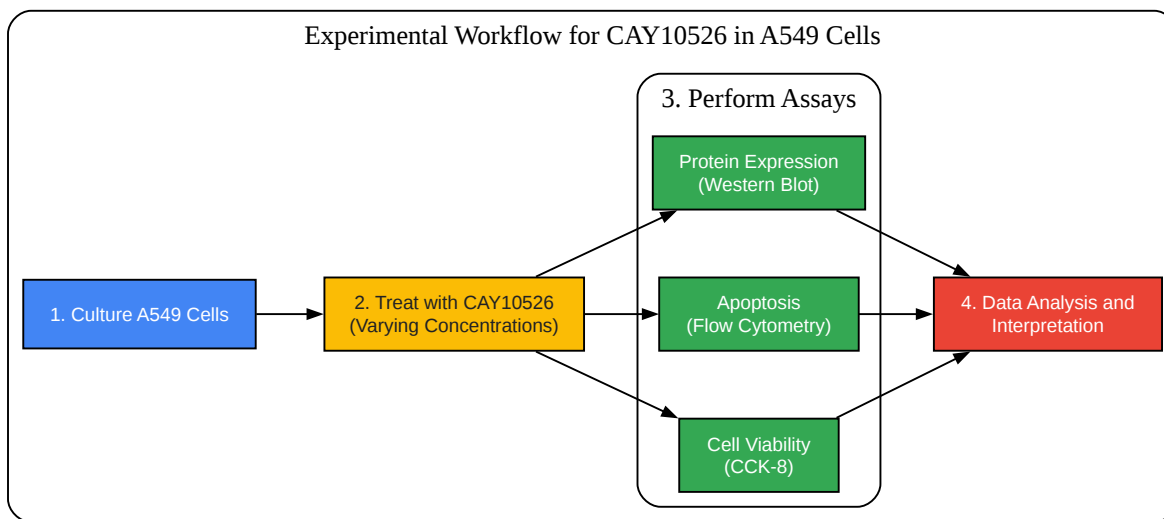 Experimental Workflow for CAY10526 in A549 Cells
3. Perform Assays
Protein Expression
(Western Blot)
1. Culture A549 Cells
2. Treat with CAY10526
(Varying Concentrations)
Apoptosis
(Flow Cytometry)
4. Data Analysis and
Interpretation
Cell Viability
(CCK-8)